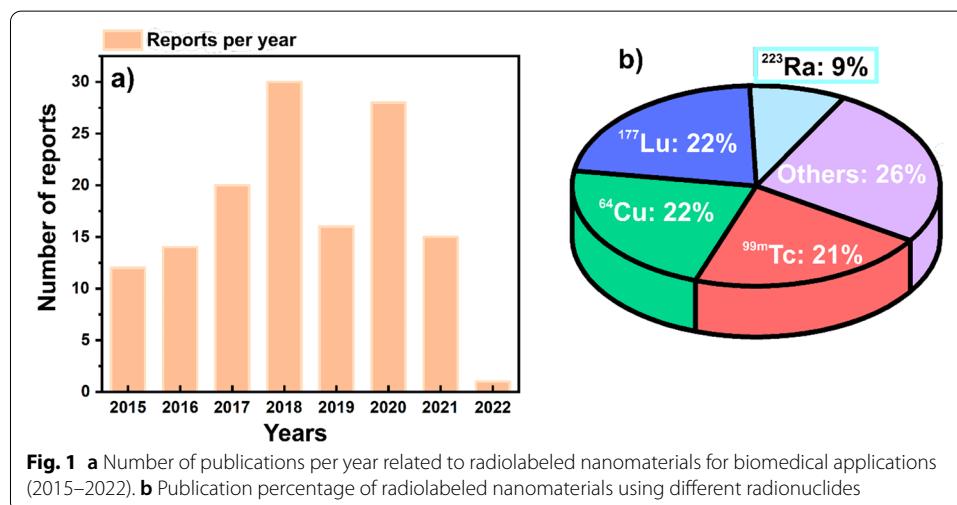 Reports per year
a)
30
25
20
15
10
5
0
Number of reports
2015 2016 2017 2018 2019 2020 2021 2022
Years
b)
²²³Ra: 9%
¹⁷⁷Lu: 22%
Others: 26%
⁶⁴Cu: 22%
⁹⁹ᵐTc: 21%
Fig. 1 a Number of publications per year related to radiolabeled nanomaterials for biomedical applications
(2015–2022). b Publication percentage of radiolabeled nanomaterials using different radionuclides